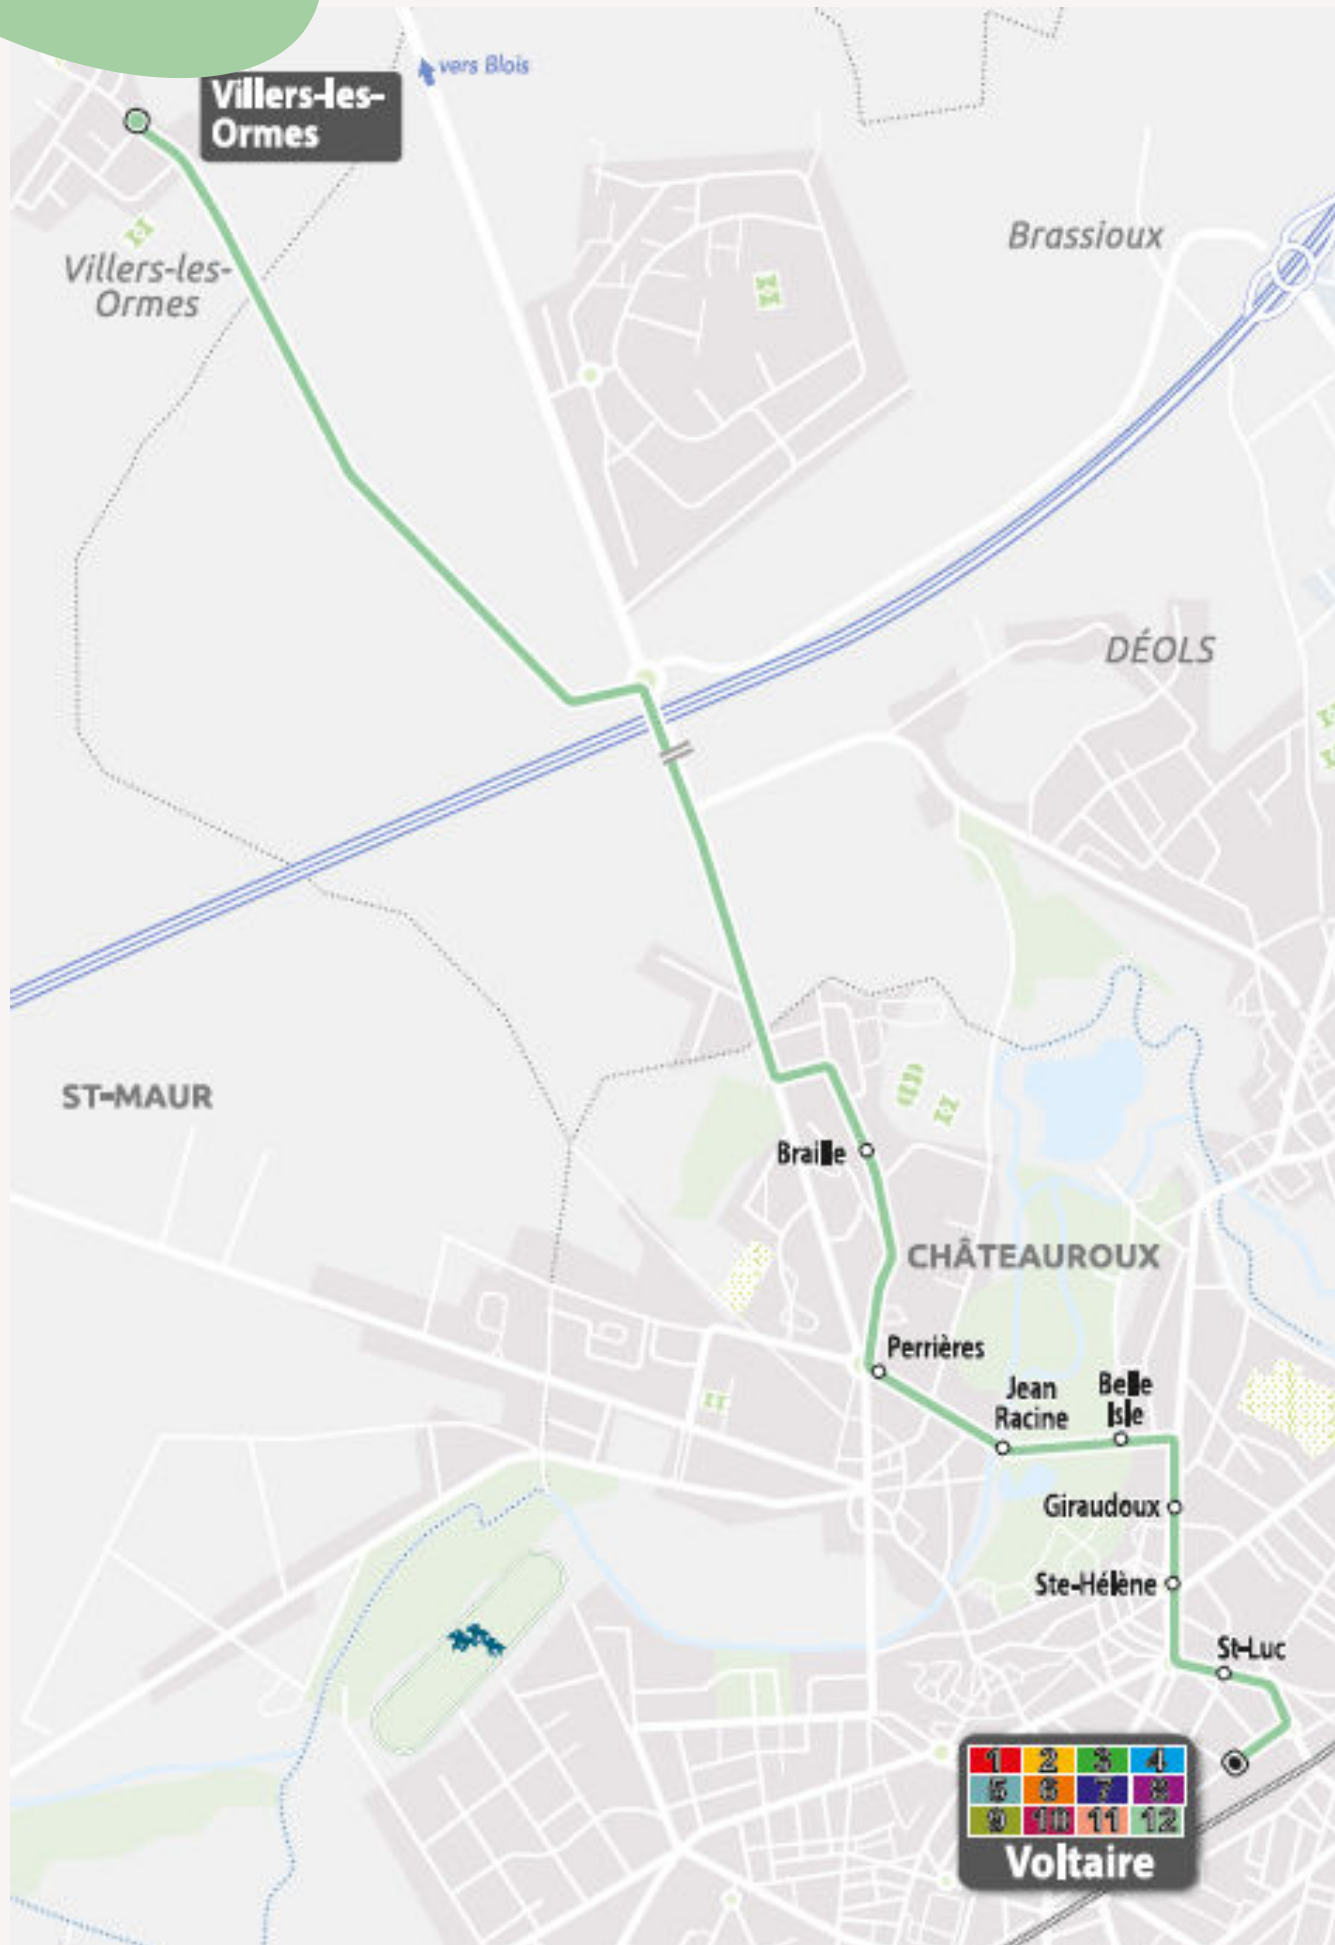 vers Blois
Villers-les-
Ormes
Brassioux
Villers-les-
Ormes
DÉOLS
ST-MAUR
Braille
CHÂTEAUROUX
Perrières
Jean
Racine
Belle
Isle
Giraudoux
Ste-Hélène
St-Luc
1 2 3 4
5 6 7 8
9 10 11 12
Voltaire